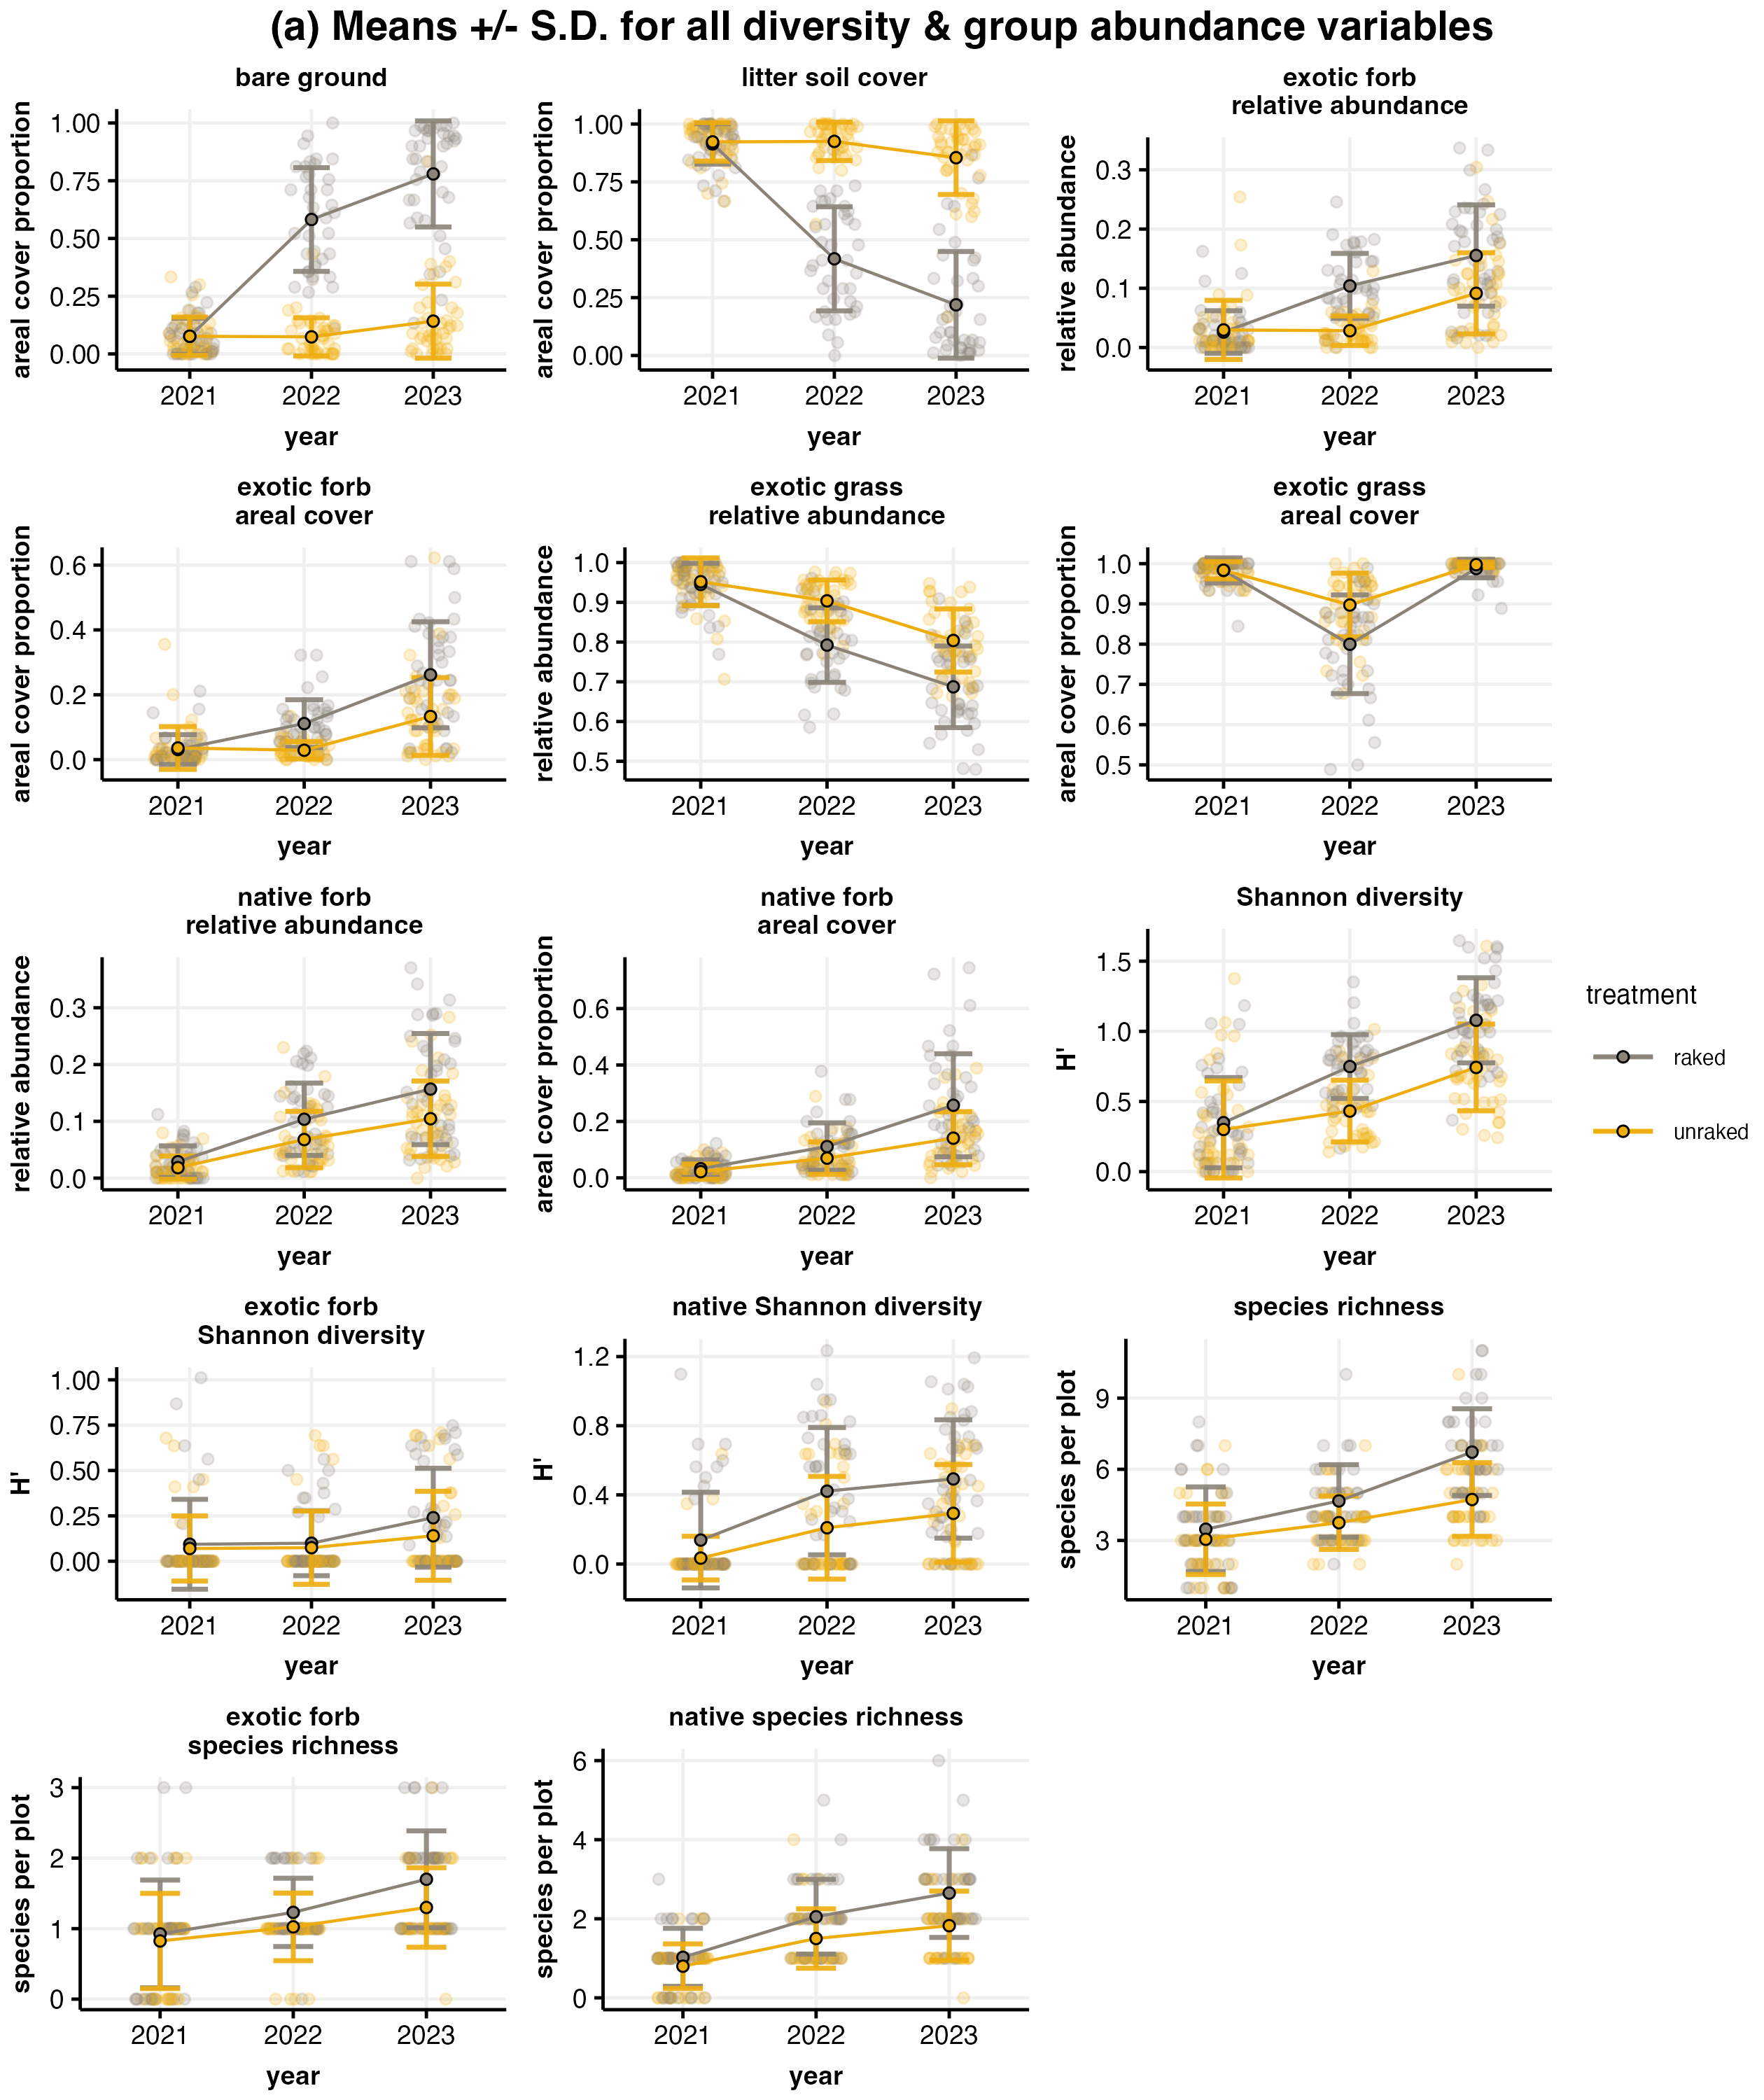 (a) Means +/- S.D. for all diversity & group abundance variables
bare ground
areal cover proportion
1.00
0.75
0.50
0.25
0.00
2021 2022 2023
year
litter soil cover
areal cover proportion
1.00
0.75
0.50
0.25
0.00
2021 2022 2023
year
exotic forb
relative abundance
relative abundance
0.3
0.2
0.1
0.0
2021 2022 2023
year
exotic forb
areal cover
areal cover proportion
0.6
0.4
0.2
0.0
2021 2022 2023
year
exotic grass
relative abundance
relative abundance
1.0
0.9
0.8
0.7
0.6
0.5
2021 2022 2023
year
exotic grass
areal cover
areal cover proportion
1.0
0.9
0.8
0.7
0.6
0.5
2021 2022 2023
year
native forb
relative abundance
relative abundance
0.3
0.2
0.1
0.0
2021 2022 2023
year
native forb
areal cover
areal cover proportion
0.6
0.4
0.2
0.0
2021 2022 2023
year
Shannon diversity
H'
1.5
1.0
0.5
0.0
2021 2022 2023
year
treatment
raked
unraked
exotic forb
Shannon diversity
H'
1.00
0.75
0.50
0.25
0.00
2021 2022 2023
year
native Shannon diversity
H'
1.2
0.8
0.4
0.0
2021 2022 2023
year
species richness
species per plot
9
6
3
2021 2022 2023
year
exotic forb
species richness
species per plot
3
2
1
0
2021 2022 2023
year
native species richness
species per plot
6
4
2
0
2021 2022 2023
year